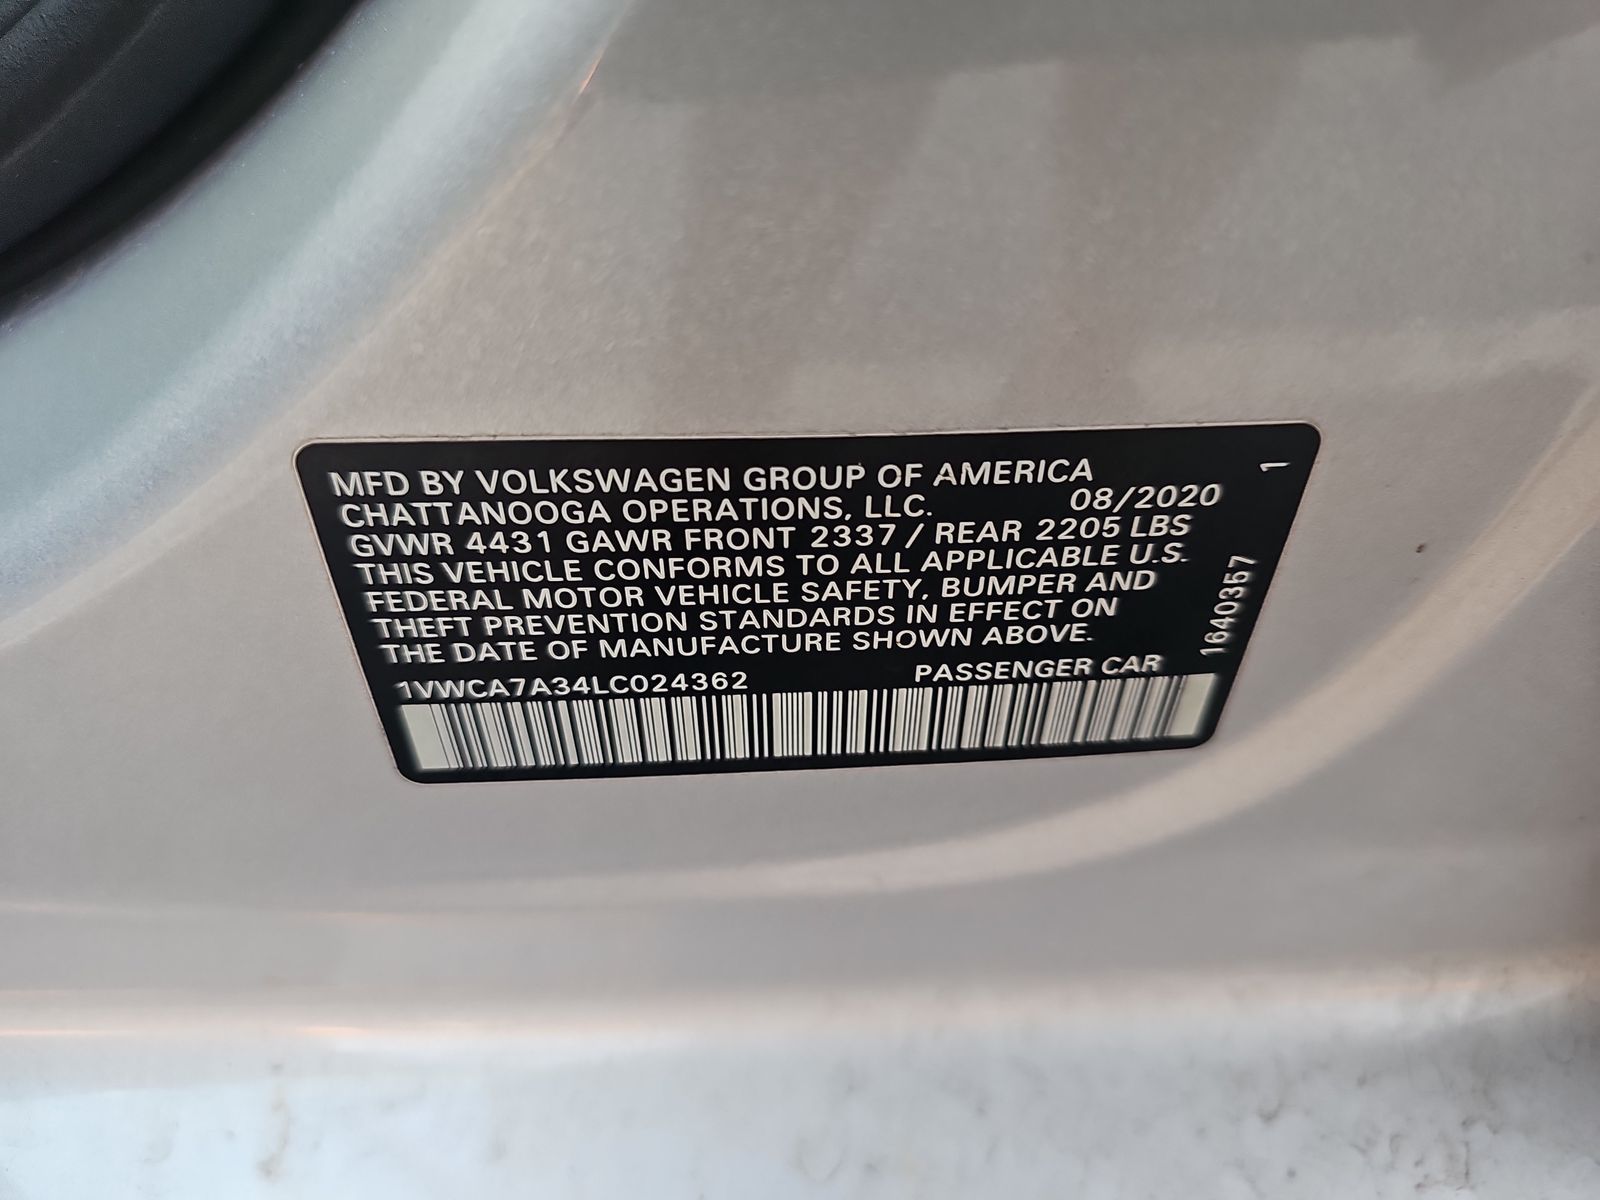 MFD BY VOLKSWAGEN GROUP OF AMERICA
CHATTANOOGA OPERATIONS, LLC. 08/2020
GVWR 4431 GAWR FRONT 2337 / REAR 2205 LBS
THIS VEHICLE CONFORMS TO ALL APPLICABLE U.S.
FEDERAL MOTOR VEHICLE SAFETY, BUMPER AND
THEFT PREVENTION STANDARDS IN EFFECT ON
THE DATE OF MANUFACTURE SHOWN ABOVE.
1VWCA7A34LC024362 PASSENGER CAR
1640357
1